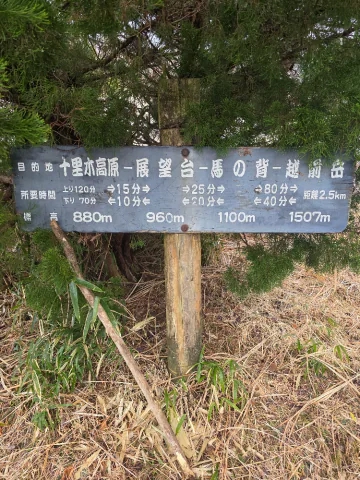 目的地 十里木高原－展望台－馬の背－越前岳
所要時間 上り120分 →15分⇒ ⇒25分⇒ ⇒80分⇒ 距離2.5km
下り70分 ⇐10分⇐ ⇐20分⇐ ⇐40分⇐
標高 880m 960m 1100m 1507m